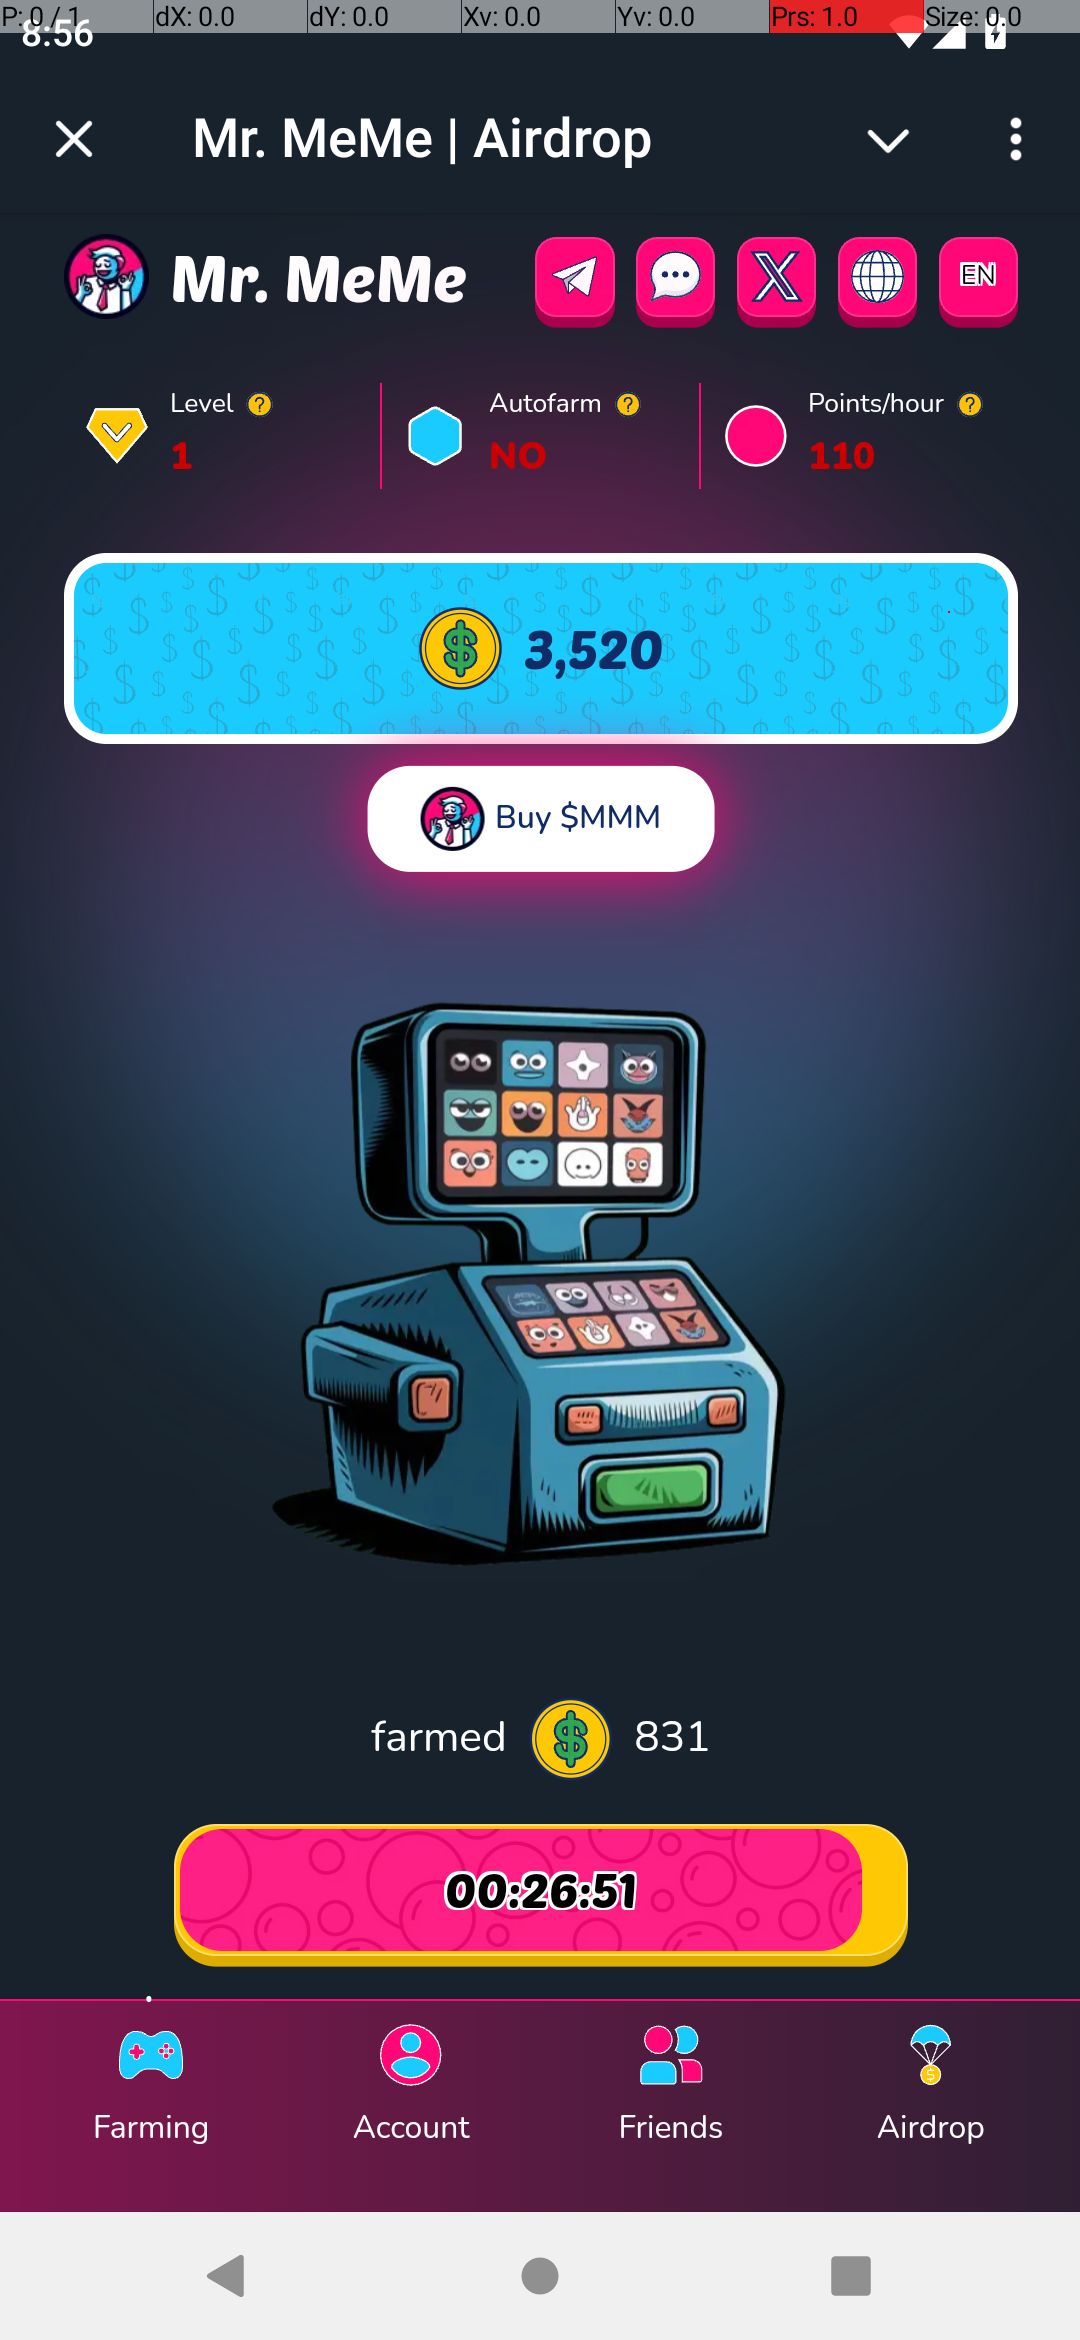 P: 0 / 1 dX: 0.0 dY: 0.0 Xv: 0.0 Yv: 0.0 Prs: 1.0 Size: 0.0
8:56
Mr. MeMe | Airdrop
Mr. MeMe
EN
Level ?
1
Autofarm ?
NO
Points/hour ?
110
3,520
Buy $MMM
farmed 831
00:26:51
Farming
Account
Friends
Airdrop